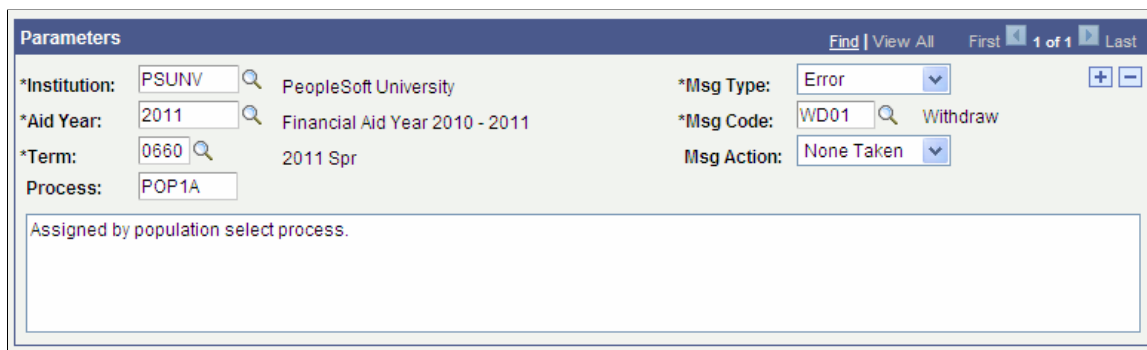 Parameters Find | View All First 1 of 1 Last
*Institution: PSUNV PeopleSoft University *Msg Type: Error
*Aid Year: 2011 Financial Aid Year 2010 - 2011 *Msg Code: WD01 Withdraw
*Term: 0660 2011 Spr Msg Action: None Taken
Process: POP1A
Assigned by population select process.